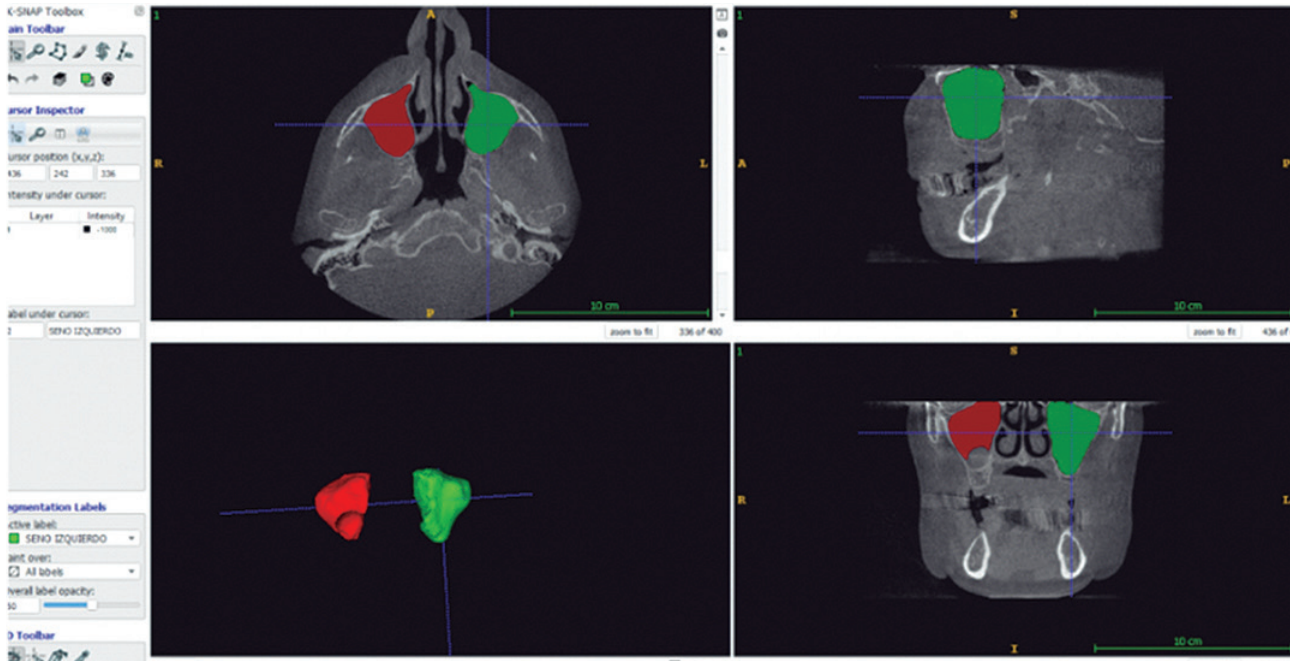 K-SNAP Toolbox
ain Toolbar
ursor Inspector
ursor position (x,y,z):
436 242 336
ntensity under cursor:
Layer Intensity
-1000
abel under cursor:
2 SENO IZQUIERDO
egmentation Labels
ctive label:
SENO IZQUIERDO
aint over:
All labels
verall label opacity:
50
D Toolbar
1
A
R
L
P
10 cm
zoom to fit 336 of 400
1
S
A
P
I
10 cm
zoom to fit 436 of
1
S
R
L
I
10 cm